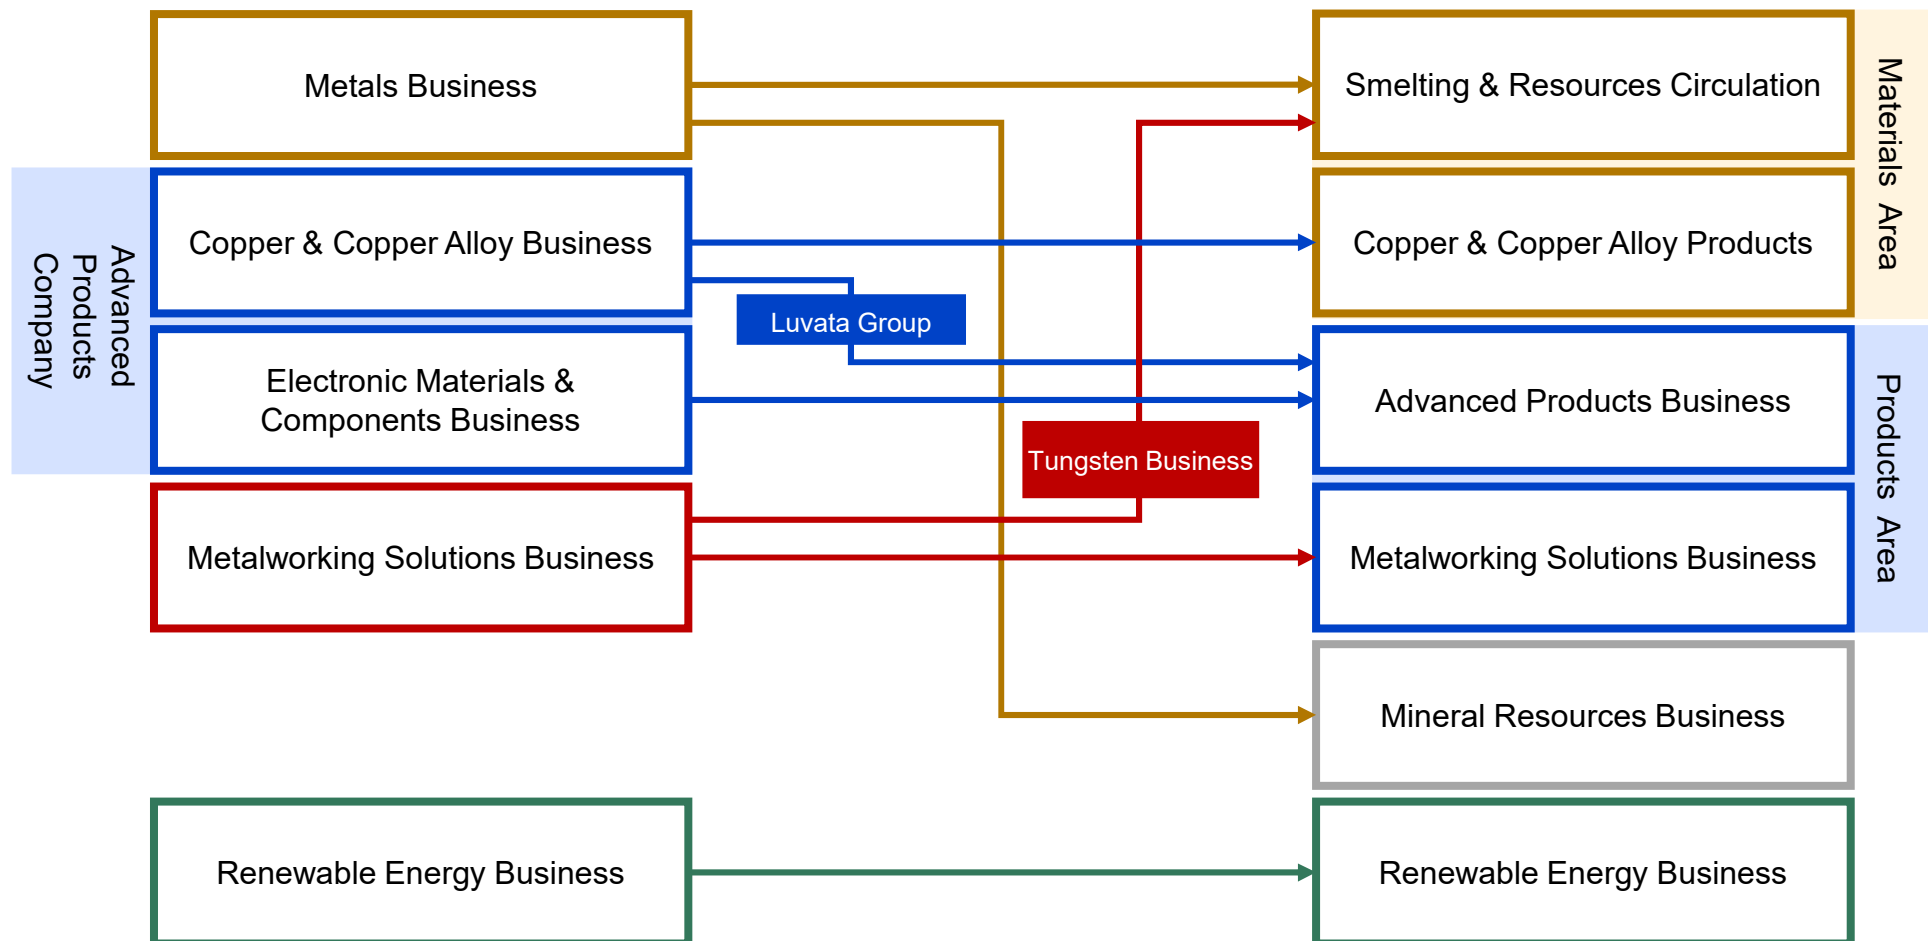 Metals Business
Smelting & Resources Circulation
Materials Area
Advanced
Products
Company
Copper & Copper Alloy Business
Copper & Copper Alloy Products
Luvata Group
Electronic Materials &
Components Business
Advanced Products Business
Products Area
Tungsten Business
Metalworking Solutions Business
Metalworking Solutions Business
Mineral Resources Business
Renewable Energy Business
Renewable Energy Business